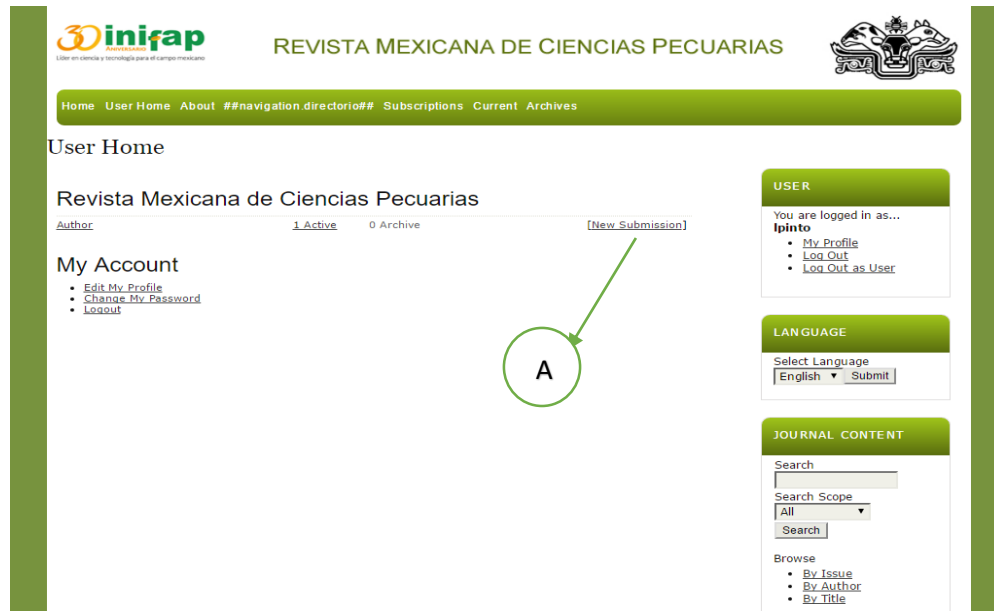 30 inifap
ANIVERSARIO
Líder en ciencia y tecnología para el campo mexicano
REVISTA MEXICANA DE CIENCIAS PECUARIAS
Home User Home About ##navigation.directorio## Subscriptions Current Archives
User Home
Revista Mexicana de Ciencias Pecuarias
Author 1 Active 0 Archive [New Submission]
My Account
Edit My Profile
Change My Password
Logout
A
USER
You are logged in as...
lpinto
My Profile
Log Out
Log Out as User
LANGUAGE
Select Language
English Submit
JOURNAL CONTENT
Search
Search Scope
All
Search
Browse
By Issue
By Author
By Title